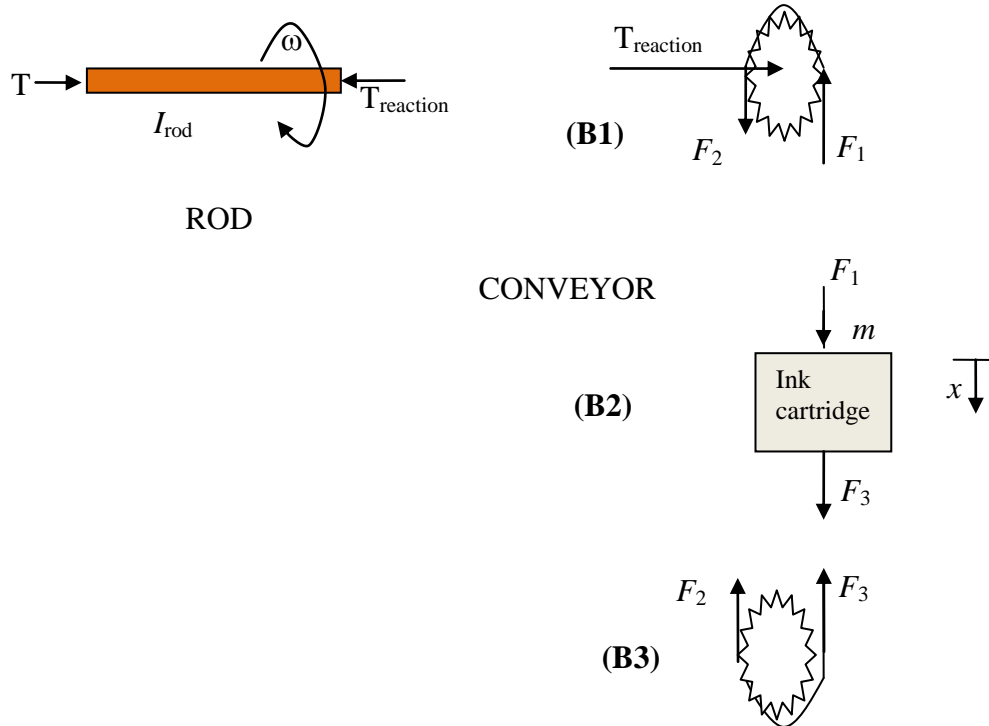 ω
T
T_reaction
I_rod
ROD
T_reaction
(B1)
F_2
F_1
CONVEYOR
F_1
m
Ink
cartridge
(B2)
x
F_3
F_2
F_3
(B3)